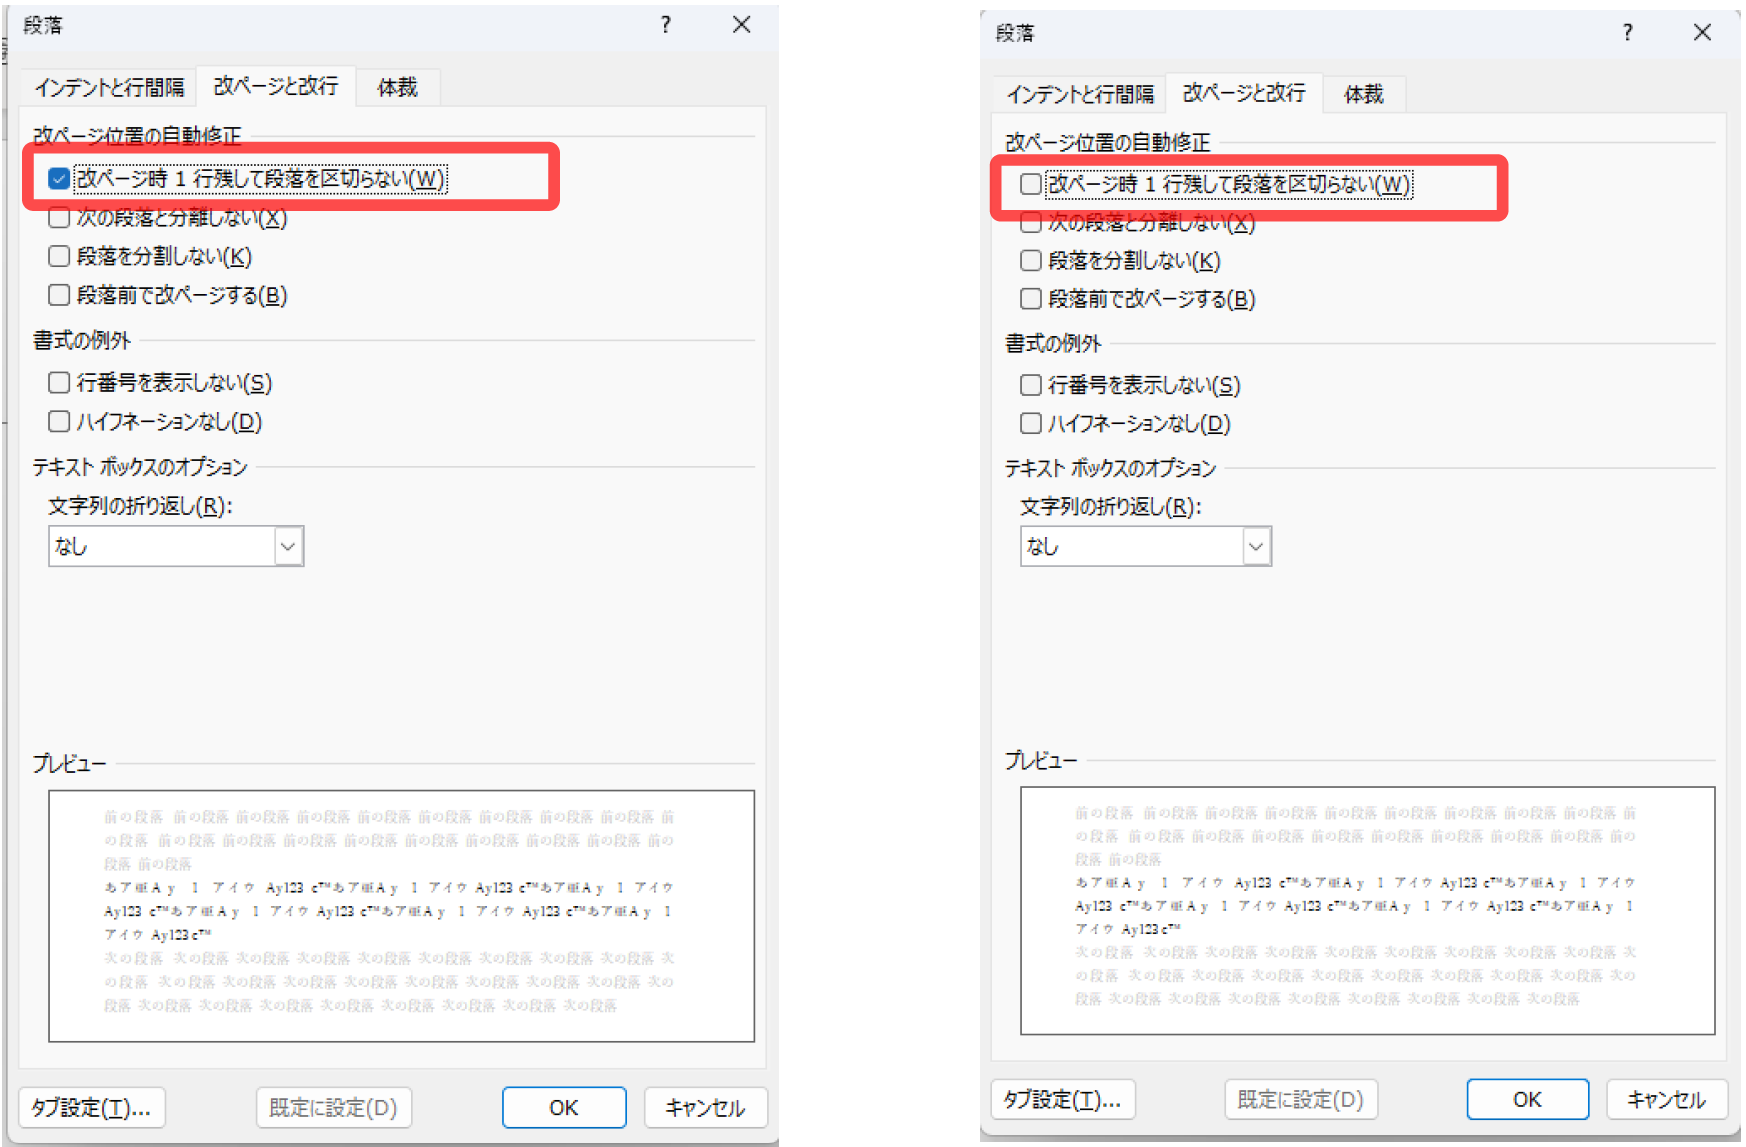 段落
インデントと行間隔 改ページと改行 体裁
改ページ位置の自動修正
改ページ時 1 行残して段落を区切らない(W)
次の段落と分離しない(X)
段落を分割しない(K)
段落前で改ページする(B)
書式の例外
行番号を表示しない(S)
ハイフネーションなし(D)
テキスト ボックスのオプション
文字列の折り返し(R):
なし
プレビュー
前の段落 前の段落 前の段落 前の段落 前の段落 前の段落 前の段落 前の段落 前の段落 前
の段落 前の段落 前の段落 前の段落 前の段落 前の段落 前の段落 前の段落 前の段落 前の
段落 前の段落
あア亜Ay 1 アイウ Ay123 c™あア亜Ay 1 アイウ Ay123 c™あア亜Ay 1 アイウ
Ay123 c™あア亜Ay 1 アイウ Ay123 c™あア亜Ay 1 アイウ Ay123 c™あア亜Ay 1
アイウ Ay123 c™
次の段落 次の段落 次の段落 次の段落 次の段落 次の段落 次の段落 次の段落 次の段落 次
の段落 次の段落 次の段落 次の段落 次の段落 次の段落 次の段落 次の段落 次の段落 次の
段落 次の段落 次の段落 次の段落 次の段落 次の段落 次の段落 次の段落 次の段落
タブ設定(T)... 既定に設定(D) OK キャンセル
段落
インデントと行間隔 改ページと改行 体裁
改ページ位置の自動修正
改ページ時 1 行残して段落を区切らない(W)
次の段落と分離しない(X)
段落を分割しない(K)
段落前で改ページする(B)
書式の例外
行番号を表示しない(S)
ハイフネーションなし(D)
テキスト ボックスのオプション
文字列の折り返し(R):
なし
プレビュー
前の段落 前の段落 前の段落 前の段落 前の段落 前の段落 前の段落 前の段落 前の段落 前
の段落 前の段落 前の段落 前の段落 前の段落 前の段落 前の段落 前の段落 前の段落 前の
段落 前の段落
あア亜Ay 1 アイウ Ay123 c™あア亜Ay 1 アイウ Ay123 c™あア亜Ay 1 アイウ
Ay123 c™あア亜Ay 1 アイウ Ay123 c™あア亜Ay 1 アイウ Ay123 c™あア亜Ay 1
アイウ Ay123 c™
次の段落 次の段落 次の段落 次の段落 次の段落 次の段落 次の段落 次の段落 次の段落 次
の段落 次の段落 次の段落 次の段落 次の段落 次の段落 次の段落 次の段落 次の段落 次の
段落 次の段落 次の段落 次の段落 次の段落 次の段落 次の段落 次の段落 次の段落
タブ設定(T)... 既定に設定(D) OK キャンセル